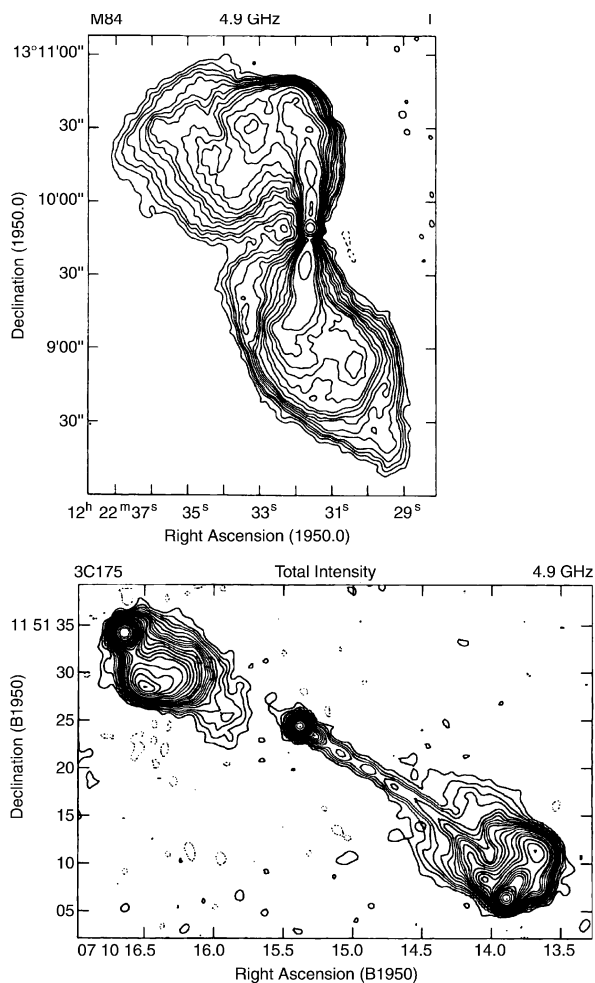 M84 4.9 GHz I
13°11'00"
30"
10'00"
30"
9'00"
30"
Declination (1950.0)
12ʰ 22ᵐ37ˢ 35ˢ 33ˢ 31ˢ 29ˢ
Right Ascension (1950.0)
3C175 Total Intensity 4.9 GHz
11 51 35
30
25
20
15
10
05
Declination (B1950)
07 10 16.5 16.0 15.5 15.0 14.5 14.0 13.5
Right Ascension (B1950)